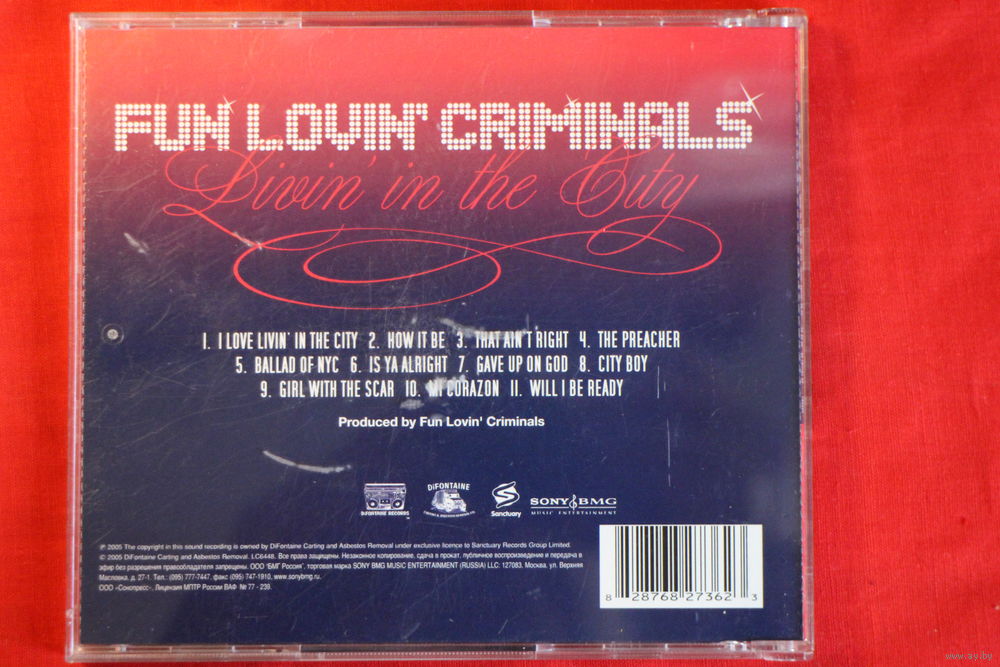 FUN LOVIN' CRIMINALS
Livin' in the City
1. I LOVE LIVIN' IN THE CITY 2. HOW IT BE 3. THAT AIN'T RIGHT 4. THE PREACHER
5. BALLAD OF NYC 6. IS YA ALRIGHT 7. GAVE UP ON GOD 8. CITY BOY
9. GIRL WITH THE SCAR 10. MI CORAZON 11. WILL I BE READY
Produced by Fun Lovin' Criminals
DIFONTAINE RECORDS
DiFONTAINE
Sanctuary
SONY BMG
MUSIC ENTERTAINMENT
℗ 2005 The copyright in this sound recording is owned by DiFontaine Carting and Asbestos Removal under exclusive licence to Sanctuary Records Group Limited.
© 2005 DiFontaine Carting and Asbestos Removal. LC6448. Все права защищены. Незаконное копирование, сдача в прокат, публичное воспроизведение и передача в
эфир без разрешения правообладателя запрещены. ООО "БМГ Россия", торговая марка SONY BMG MUSIC ENTERTAINMENT (RUSSIA) LLC: 127083, Москва, ул. Верхняя
Масловка, д. 27-1. Тел.: (095) 777-7447, факс (095) 747-1910, www.sonybmg.ru.
ООО «Сонопресс». Лицензия МПТР России ВАФ № 77 - 239.
8 28768 27362 3
www.ay.by